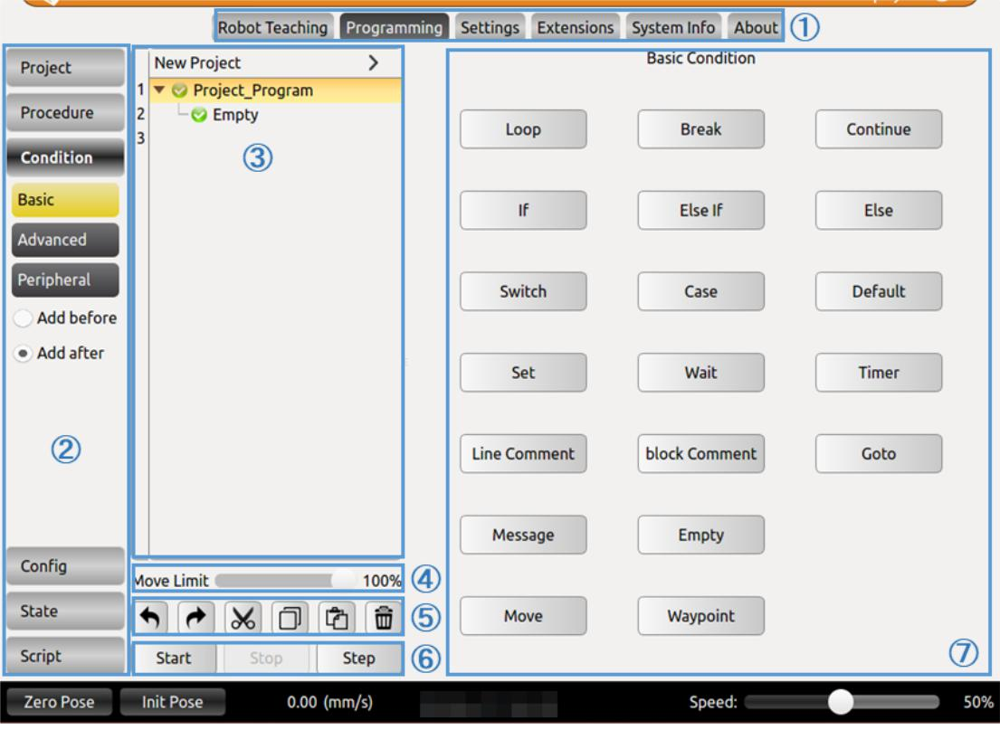 Robot Teaching Programming Settings Extensions System Info About ①
Project
Procedure
Condition
Basic
Advanced
Peripheral
Add before
Add after
②
Config
State
Script
New Project
1 Project_Program
2 Empty
3
③
Move Limit 100% ④
⑤
Start Stop Step ⑥
Basic Condition
Loop Break Continue
If Else If Else
Switch Case Default
Set Wait Timer
Line Comment block Comment Goto
Message Empty
Move Waypoint
⑦
Zero Pose Init Pose 0.00 (mm/s) Speed: 50%